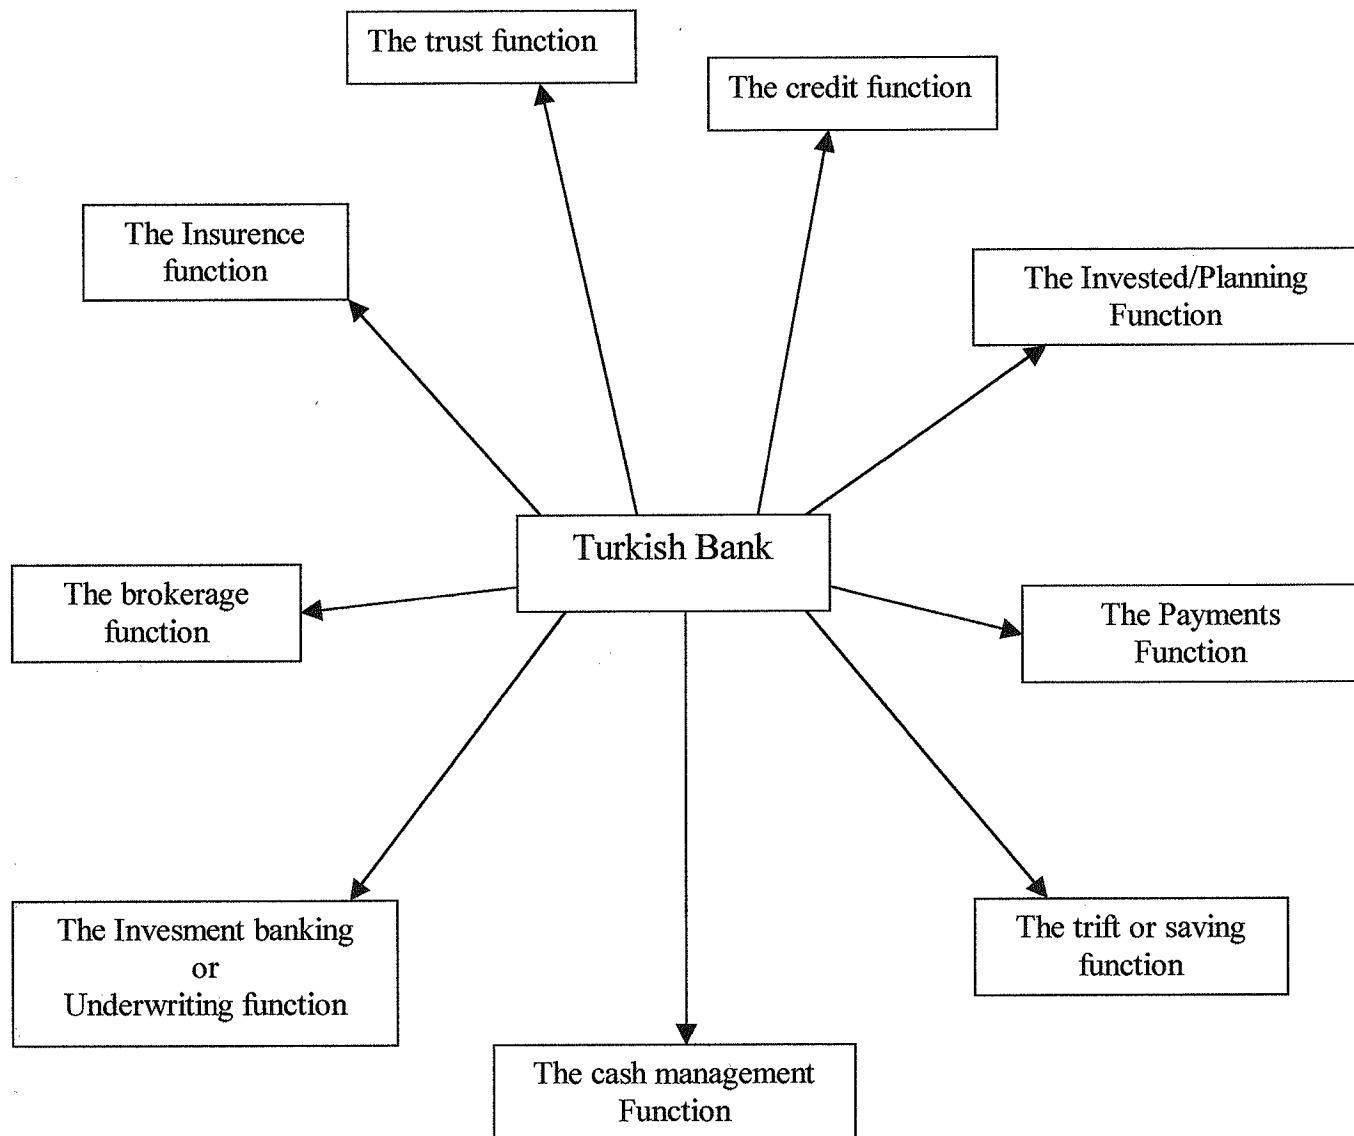 The trust function
The credit function
The Insurence
function
The Invested/Planning
Function
Turkish Bank
The brokerage
function
The Payments
Function
The Invesment banking
or
Underwriting function
The trift or saving
function
The cash management
Function